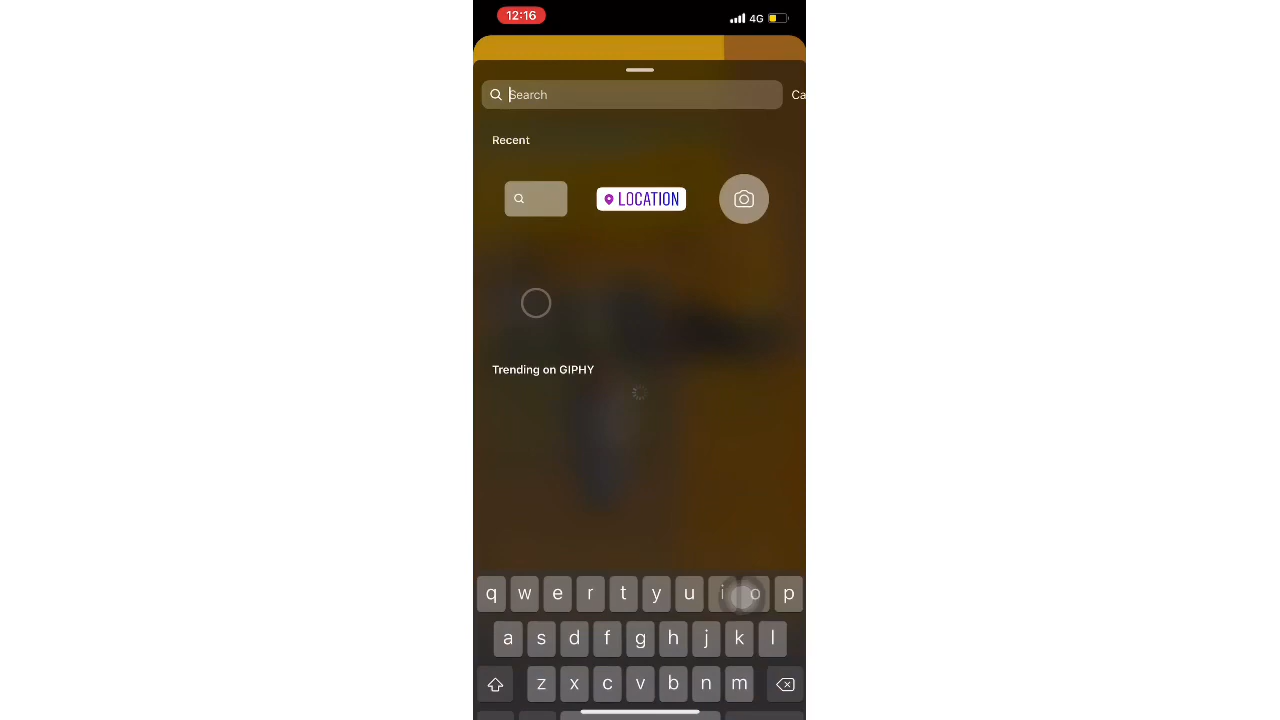 12:16
4G
Search
Ca
Recent
LOCATION
Trending on GIPHY
q w e r t y u i o p
a s d f g h j k l
z x c v b n m